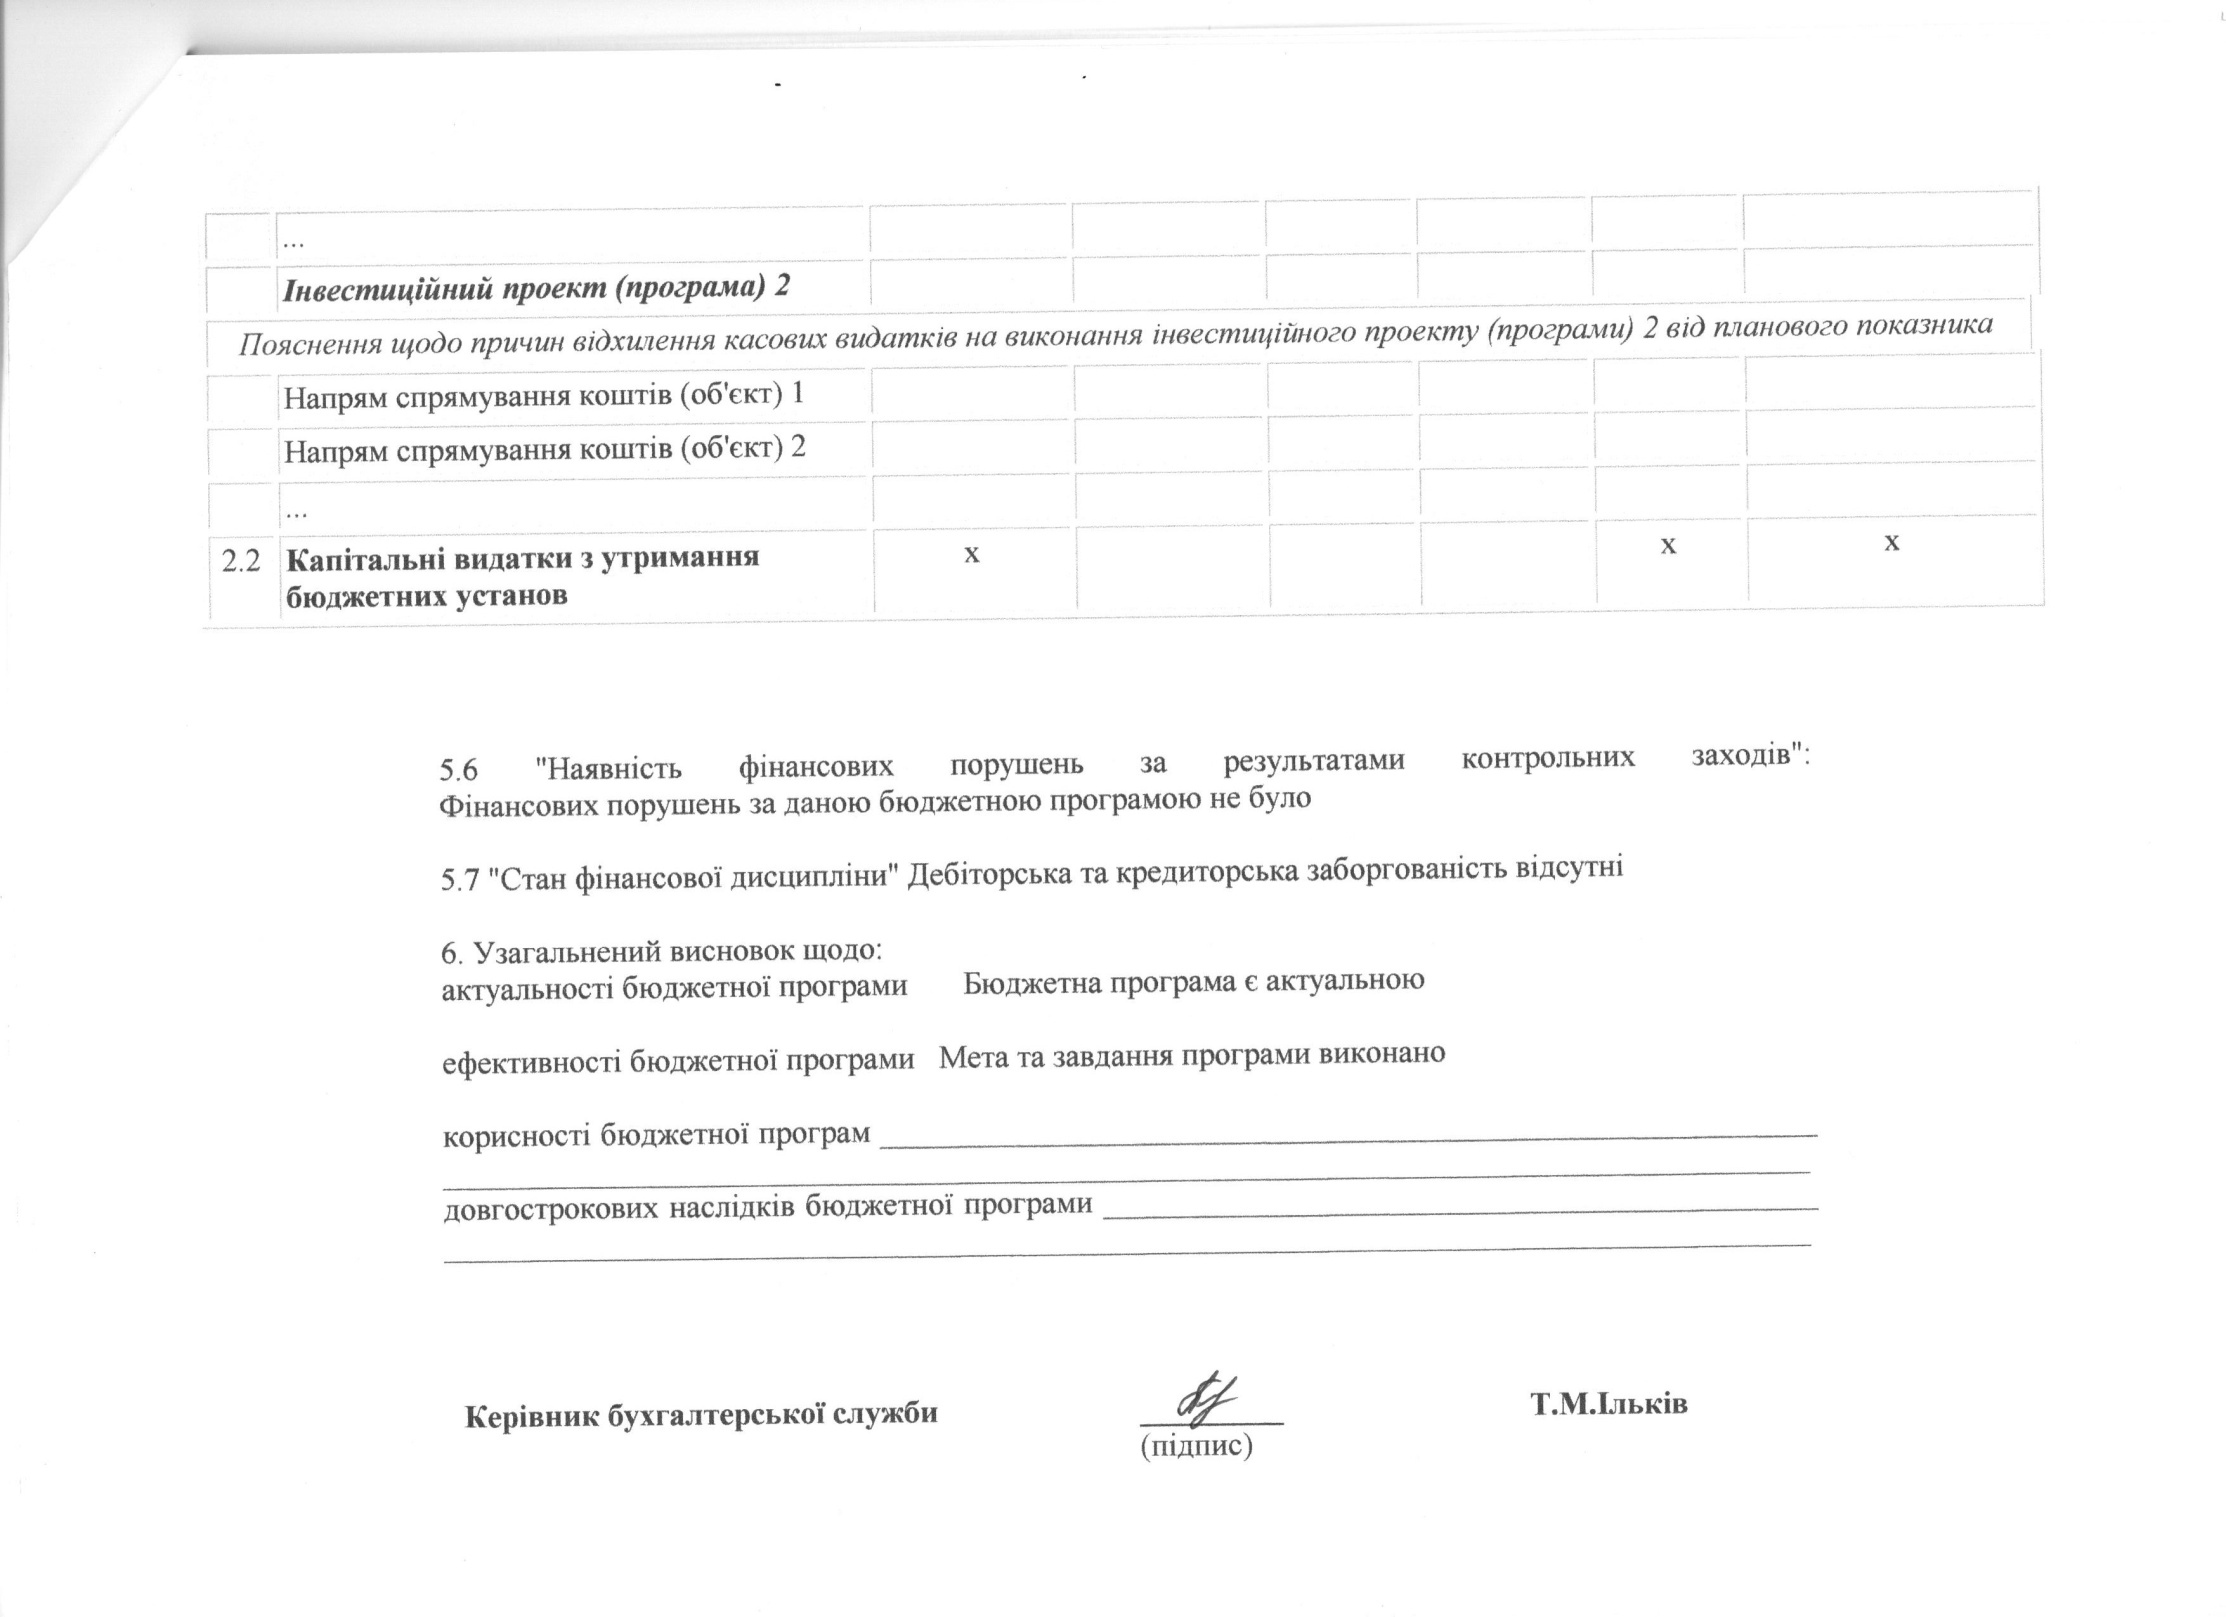 ...
Інвестиційний проект (програма) 2
Пояснення щодо причин відхилення касових видатків на виконання інвестиційного проекту (програми) 2 від планового показника
Напрям спрямування коштів (об'єкт) 1
Напрям спрямування коштів (об'єкт) 2
...
2.2 Капітальні видатки з утримання х х х
бюджетних установ
5.6 "Наявність фінансових порушень за результатами контрольних заходів":
Фінансових порушень за даною бюджетною програмою не було
5.7 "Стан фінансової дисципліни" Дебіторська та кредиторська заборгованість відсутні
6. Узагальнений висновок щодо:
актуальності бюджетної програми Бюджетна програма є актуальною
ефективності бюджетної програми Мета та завдання програми виконано
корисності бюджетної програм
довгострокових наслідків бюджетної програми
Керівник бухгалтерської служби Т.М.Ільків
(підпис)